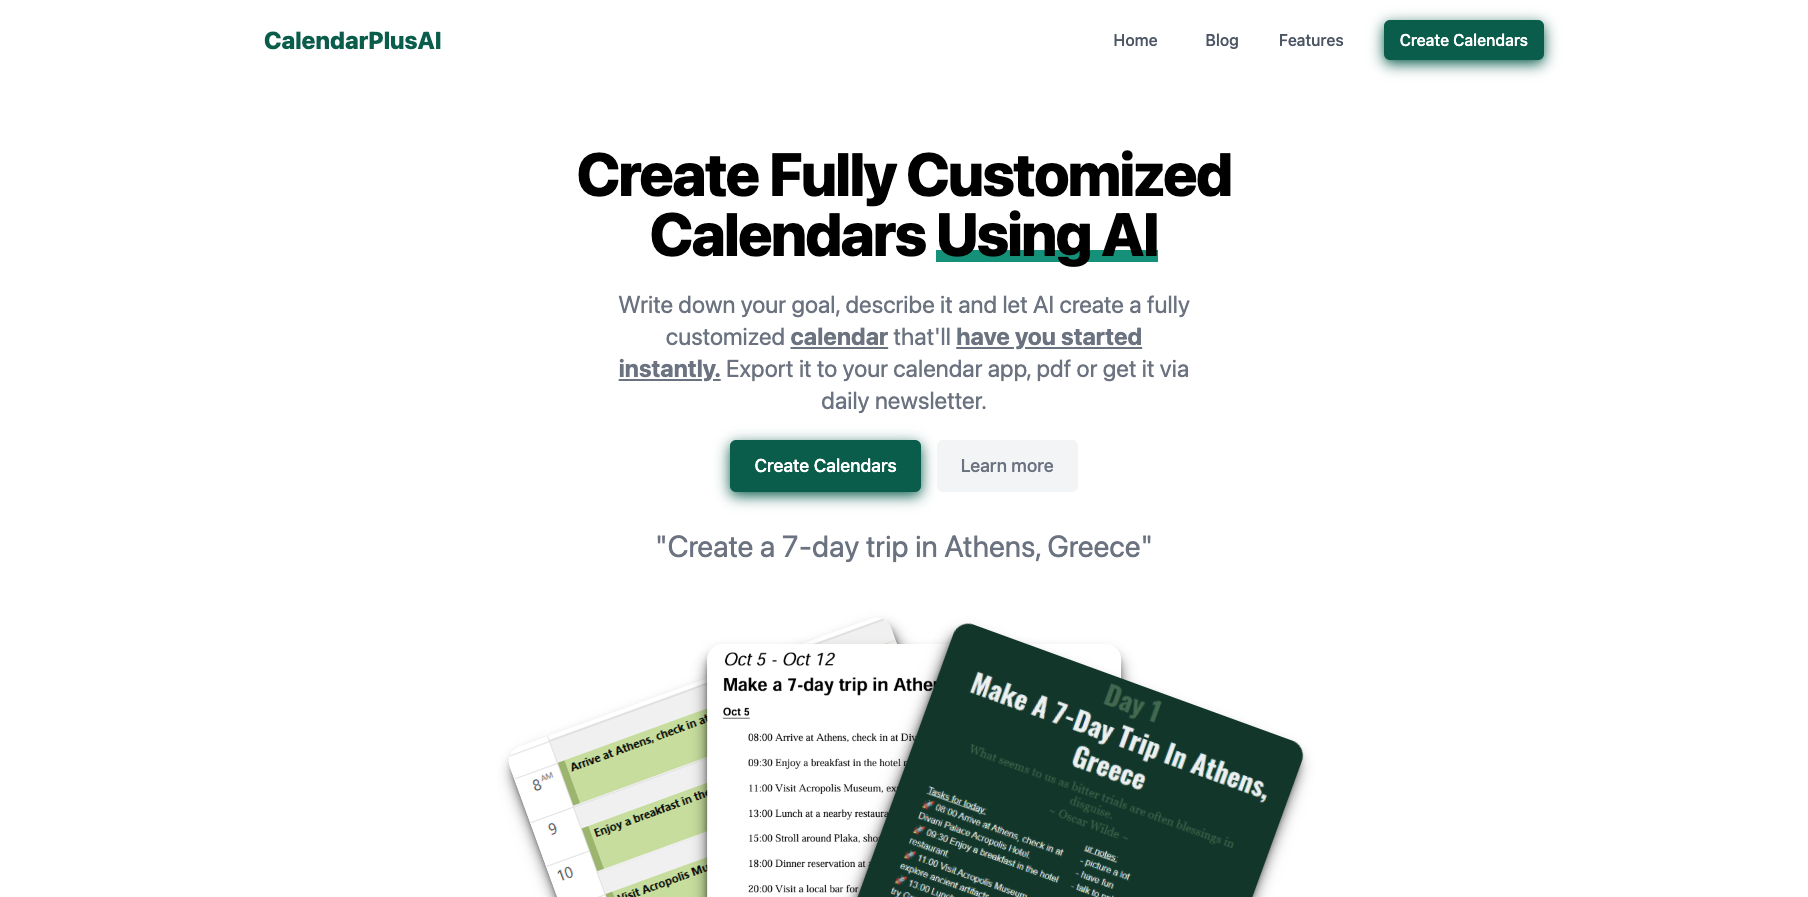 CalendarPlusAI
Home
Blog
Features
Create Calendars
Create Fully Customized
Calendars Using AI
Write down your goal, describe it and let AI create a fully
customized calendar that'll have you started
instantly. Export it to your calendar app, pdf or get it via
daily newsletter.
Create Calendars
Learn more
"Create a 7-day trip in Athens, Greece"
Arrive at Athens, check in at
8 AM
Enjoy a breakfast in the
9
Visit Acropolis
10
Oct 5 - Oct 12
Make a 7-day trip in
Oct 5
08:00 Arrive at Athens, check in at
09:30 Enjoy a breakfast in the hotel
11:00 Visit Acropolis Museum,
13:00 Lunch at a nearby
15:00 Stroll around Plaka,
18:00 Dinner reservation at
20:00 Visit a local bar for
Day 1
Make A 7-Day Trip In Athens,
Greece
What seems to us as bitter trials are often blessings in
disguise.
~ Oscar Wilde ~
Tasks for today:
🚀 08:00 Arrive at Athens, check in at
Divani Palace Acropolis Hotel.
🚀 09:30 Enjoy a breakfast in the hotel
restaurant.
🚀 11:00 Visit Acropolis Museum,
explore ancient artifacts
🚀 13:00
try
ur notes:
- picture a lot
- have fun
- talk to